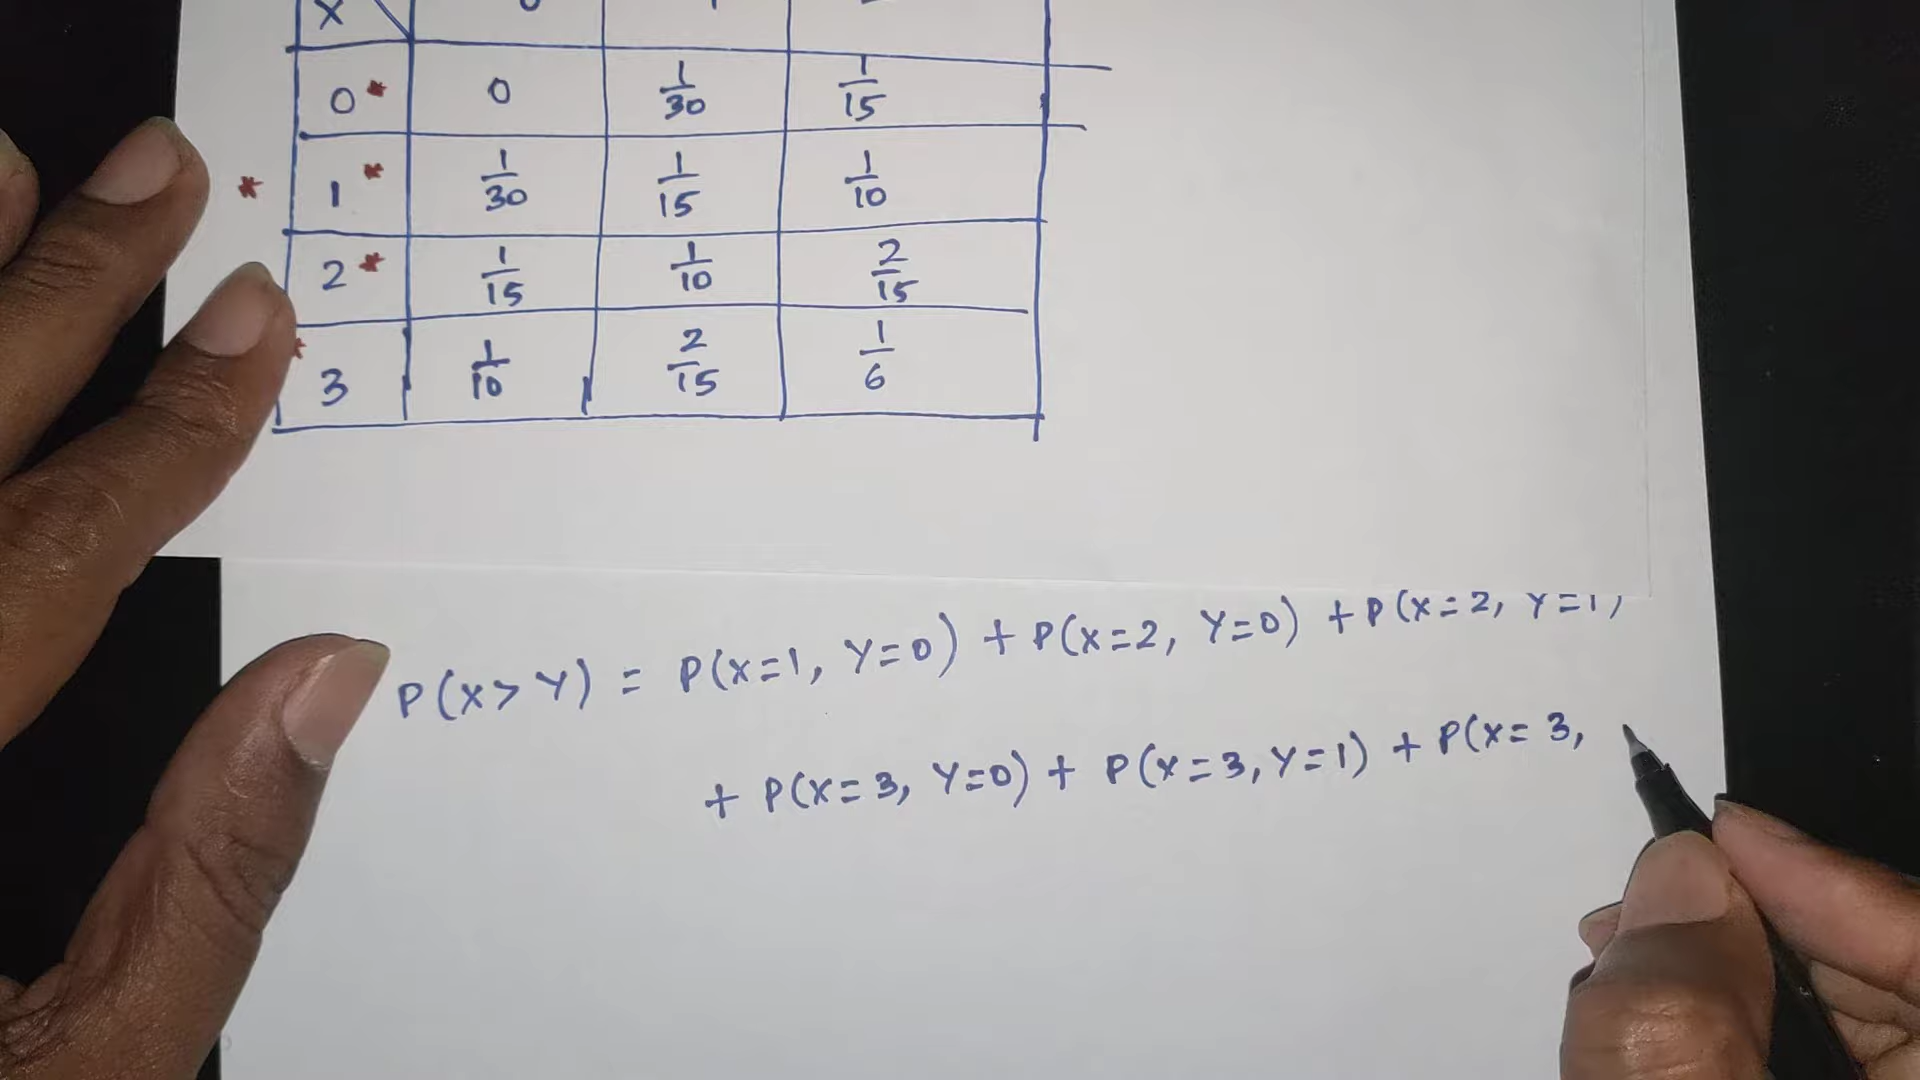 X
0* 0 1/30 1/15
* 1* 1/30 1/15 1/10
2* 1/15 1/10 2/15
* 3 1/10 2/15 1/6
P(X>Y) = P(X=1, Y=0) + P(X=2, Y=0) + P(X=2, Y=1)
+ P(X=3, Y=0) + P(X=3, Y=1) + P(X=3,